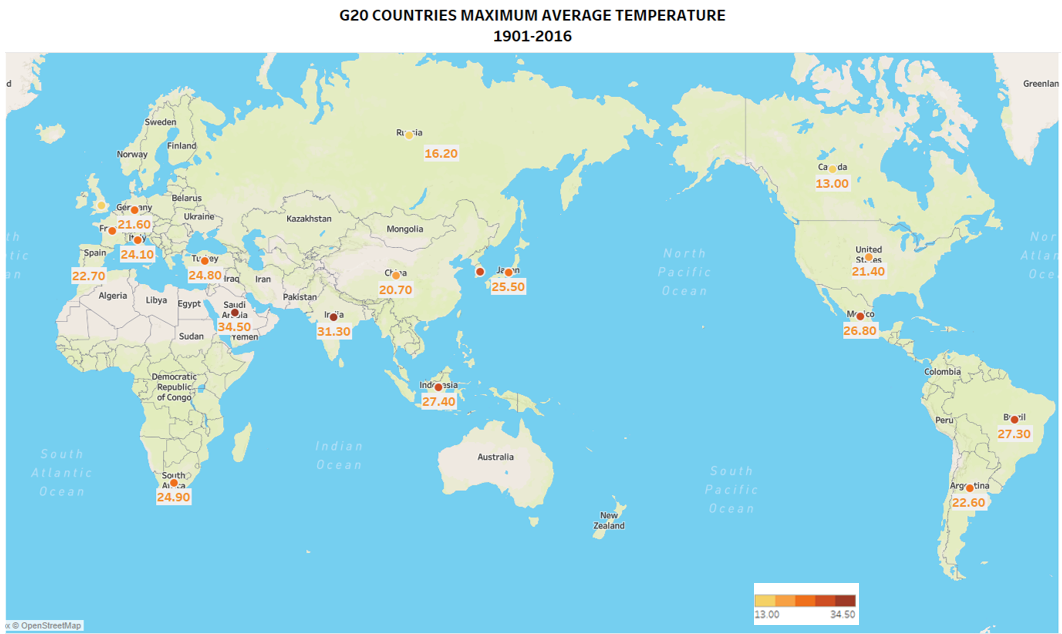 G20 COUNTRIES MAXIMUM AVERAGE TEMPERATURE
1901-2016
Greenlan
Sweden
Finland
Norway
Russia
16.20
Canada
13.00
Belarus
Germany
21.60
Ukraine
Kazakhstan
Mongolia
Italy
24.10
Spain
22.70
Turkey
24.80
Iraq
Iran
China
20.70
Japan
25.50
North
Pacific
Ocean
United
States
21.40
Algeria
Libya
Egypt
Saudi
Arabia
34.50
Yemen
Pakistan
India
31.30
Mexico
26.80
Sudan
Democratic
Republic
of Congo
Indonesia
27.40
Colombia
Peru
Brazil
27.30
South
Atlantic
Ocean
Indian
Ocean
Australia
South
Pacific
Ocean
South
Africa
24.90
Argentina
22.60
New
Zealand
13.00 34.50
© OpenStreetMap